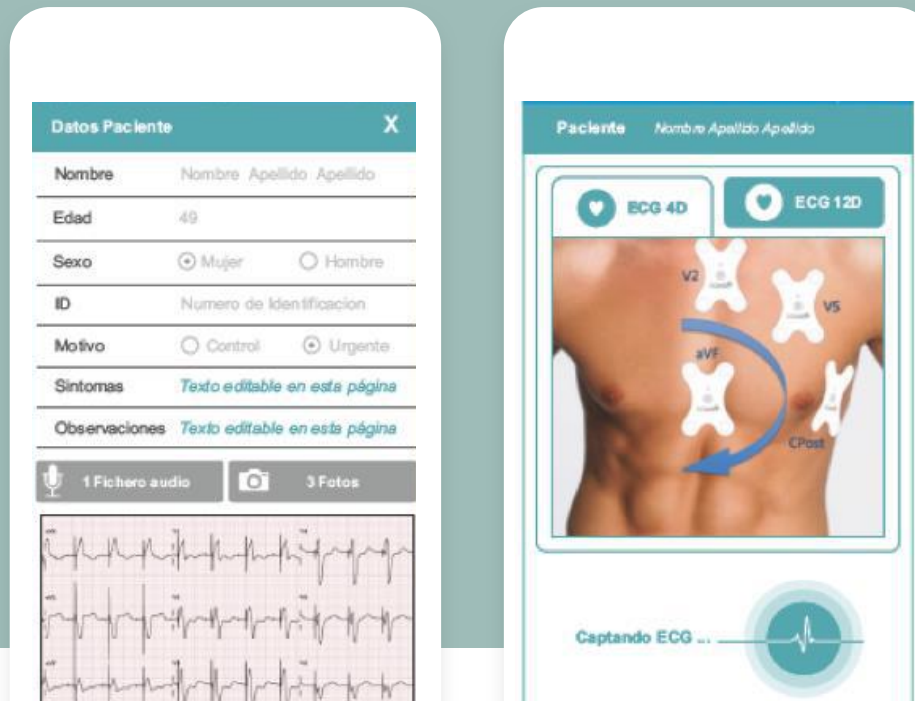 Datos Paciente X
Nombre Nombre Apellido Apellido
Edad 49
Sexo Mujer Hombre
ID Numero de Identificacion
Motivo Control Urgente
Sintomas Texto editable en esta página
Observaciones Texto editable en esta página
1 Fichero audio 3 Fotos
Paciente Nombre Apellido Apellido
ECG 4D ECG 12D
V2
V5
aVF
CPost
Captando ECG ...